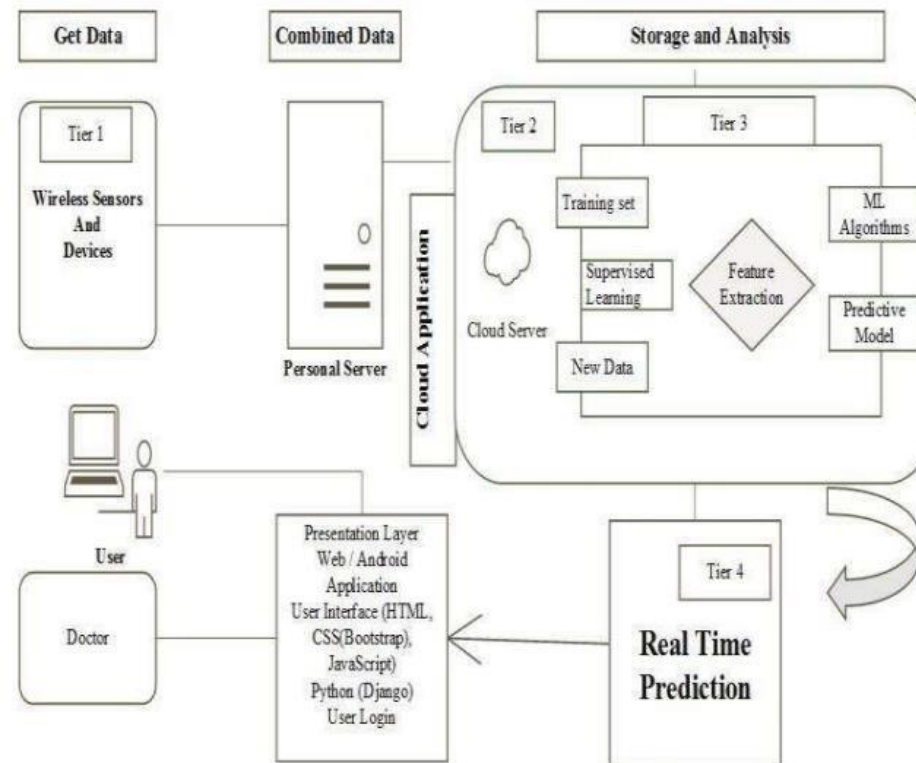 Get Data
Combined Data
Storage and Analysis
Tier 1
Wireless Sensors
And
Devices
Personal Server
Cloud Application
Tier 2
Cloud Server
Tier 3
Training set
Supervised
Learning
New Data
Feature
Extraction
ML
Algorithms
Predictive
Model
User
Doctor
Presentation Layer
Web / Android
Application
User Interface (HTML,
CSS(Bootstrap),
JavaScript)
Python (Django)
User Login
Tier 4
Real Time
Prediction